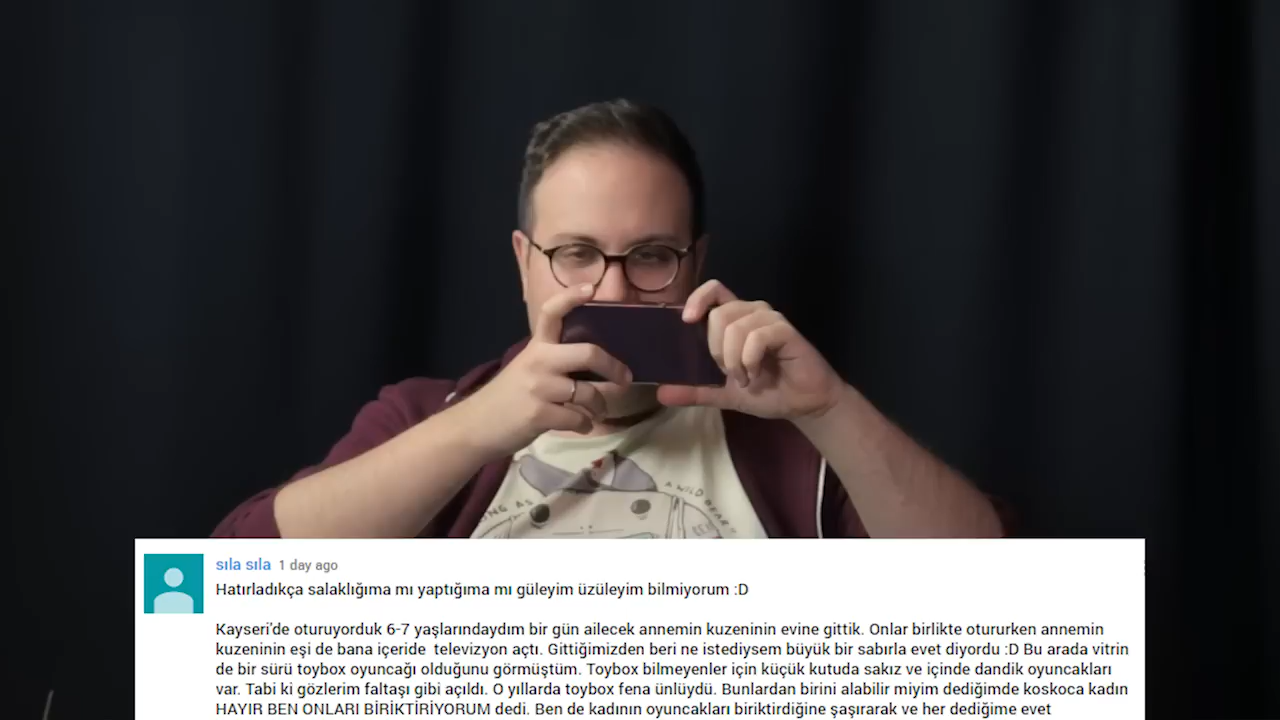 NG AS
A WILD BEAR"
sıla sıla 1 day ago
Hatırladıkça salaklığıma mı yaptığıma mı güleyim üzüleyim bilmiyorum :D
Kayseri'de oturuyorduk 6-7 yaşlarındaydım bir gün ailecek annemin kuzeninin evine gittik. Onlar birlikte otururken annemin
kuzeninin eşi de bana içeride televizyon açtı. Gittiğimizden beri ne istediysem büyük bir sabırla evet diyordu :D Bu arada vitrin
de bir sürü toybox oyuncağı olduğunu görmüştüm. Toybox bilmeyenler için küçük kutuda sakız ve içinde dandik oyuncakları
var. Tabi ki gözlerim faltaşı gibi açıldı. O yıllarda toybox fena ünlüydü. Bunlardan birini alabilir miyim dediğimde koskoca kadın
HAYIR BEN ONLARI BİRİKTİRİYORUM dedi. Ben de kadının oyuncakları biriktirdiğine şaşırarak ve her dediğime evet